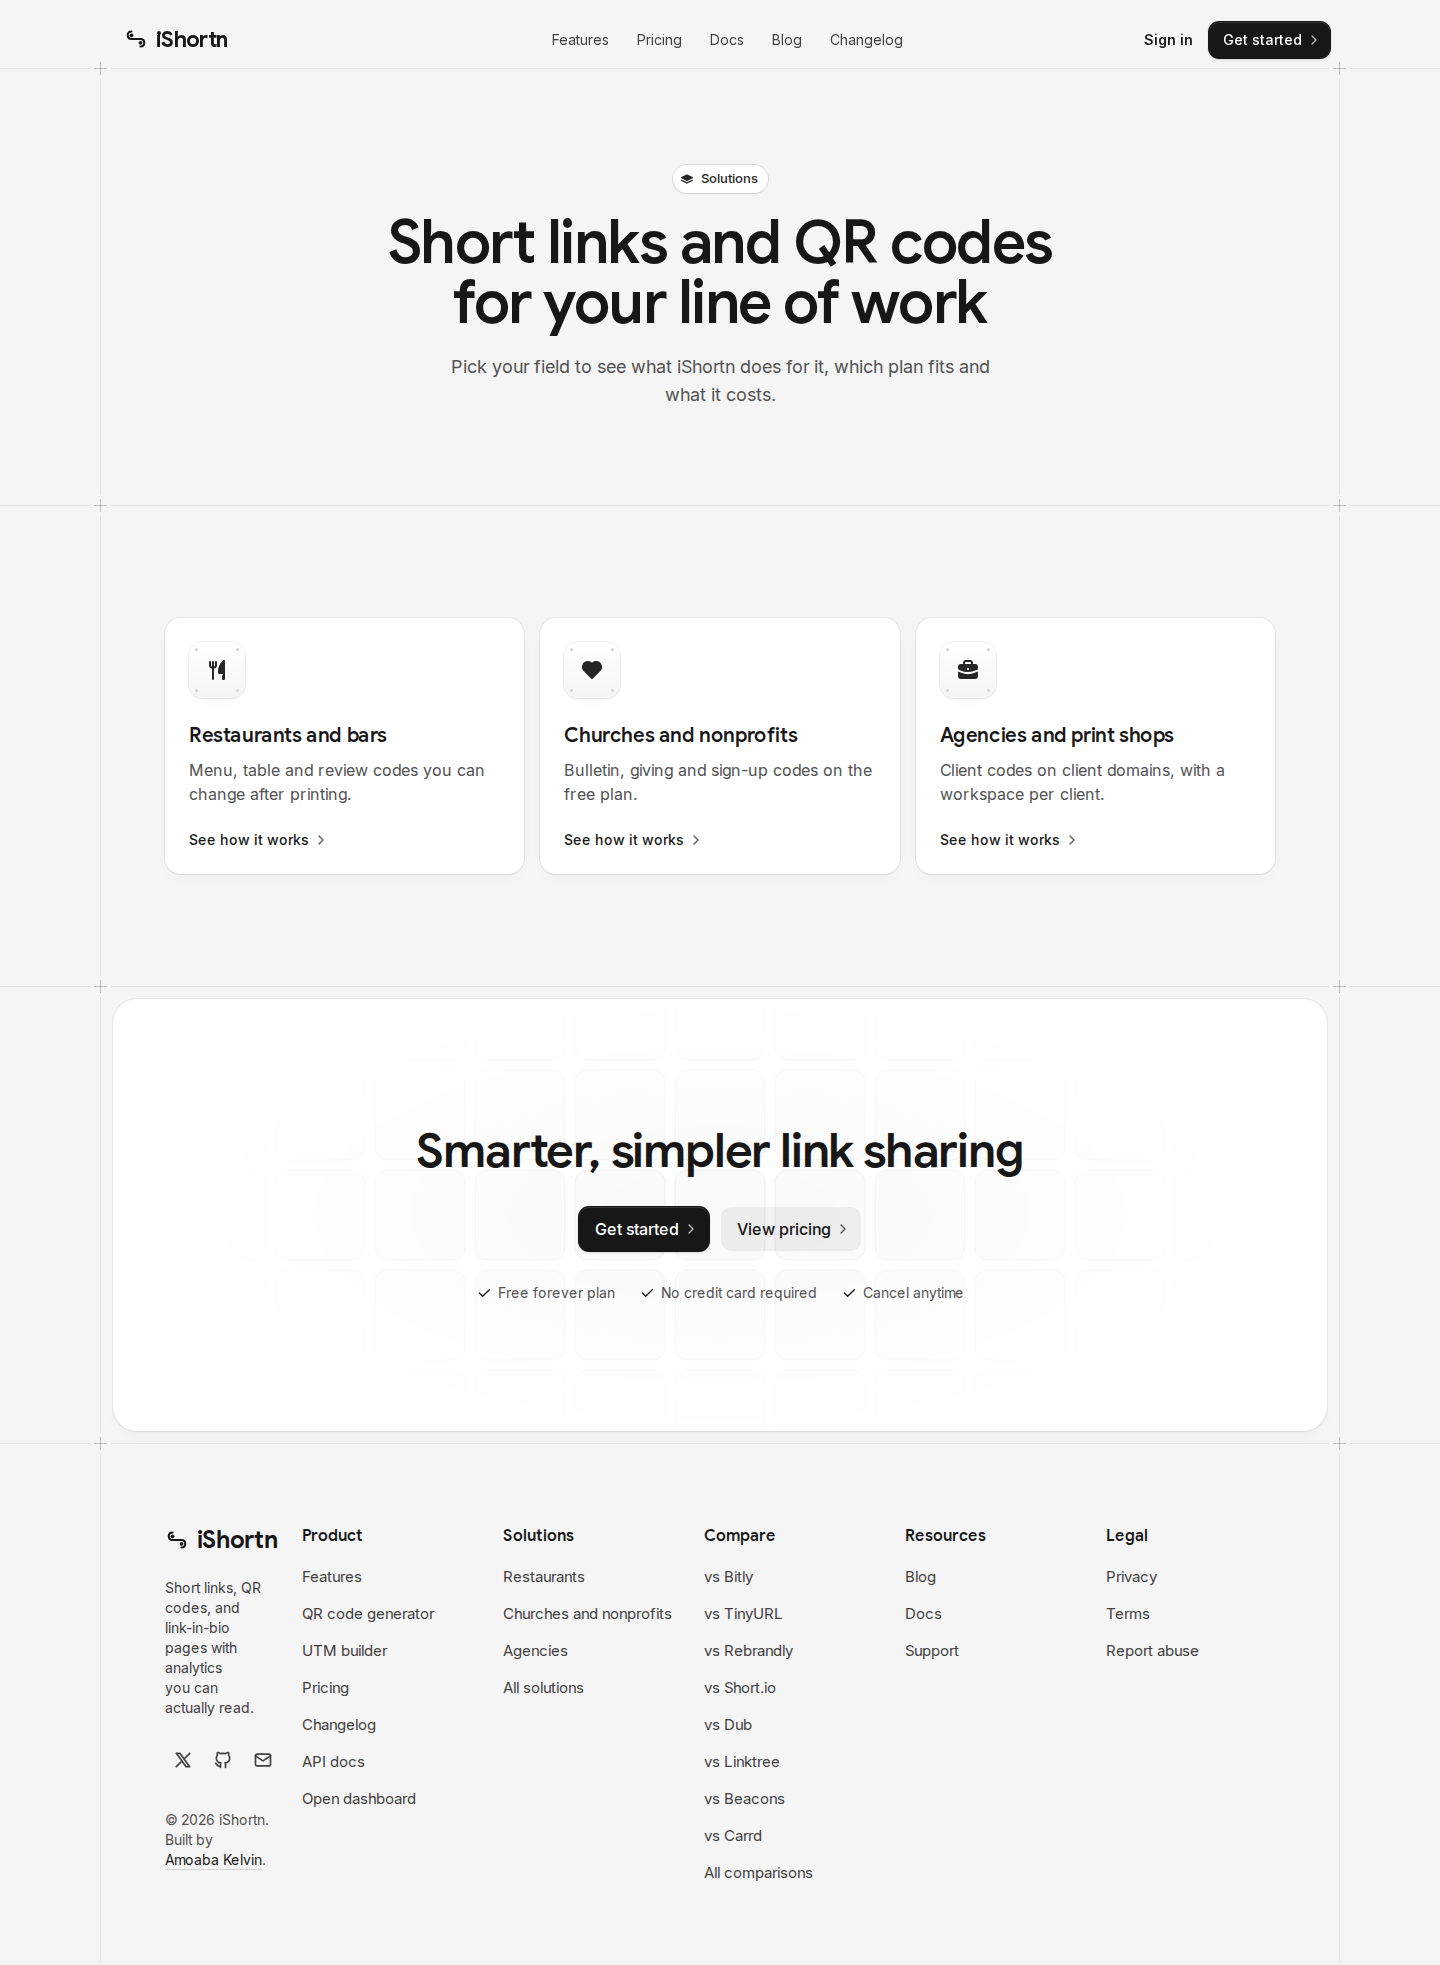 iShortn
Features
Pricing
Docs
Blog
Changelog
Sign in
Get started
Solutions
Short links and QR codes
for your line of work
Pick your field to see what iShortn does for it, which plan fits and
what it costs.
Restaurants and bars
Menu, table and review codes you can
change after printing.
See how it works
Churches and nonprofits
Bulletin, giving and sign-up codes on the
free plan.
See how it works
Agencies and print shops
Client codes on client domains, with a
workspace per client.
See how it works
Smarter, simpler link sharing
Get started
View pricing
Free forever plan
No credit card required
Cancel anytime
iShortn
Short links, QR
codes, and
link-in-bio
pages with
analytics
you can
actually read.
© 2026 iShortn.
Built by
Amoaba Kelvin.
Product
Features
QR code generator
UTM builder
Pricing
Changelog
API docs
Open dashboard
Solutions
Restaurants
Churches and nonprofits
Agencies
All solutions
Compare
vs Bitly
vs TinyURL
vs Rebrandly
vs Short.io
vs Dub
vs Linktree
vs Beacons
vs Carrd
All comparisons
Resources
Blog
Docs
Support
Legal
Privacy
Terms
Report abuse